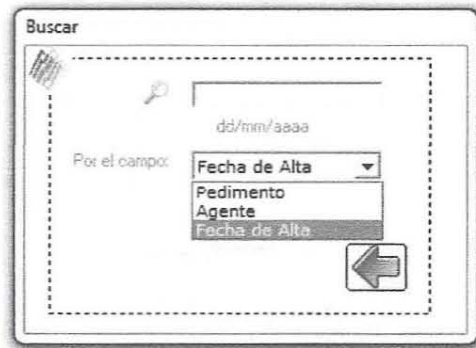 Buscar
dd/mm/aaaa
Por el campo:
Fecha de Alta
Pedimento
Agente
Fecha de Alta